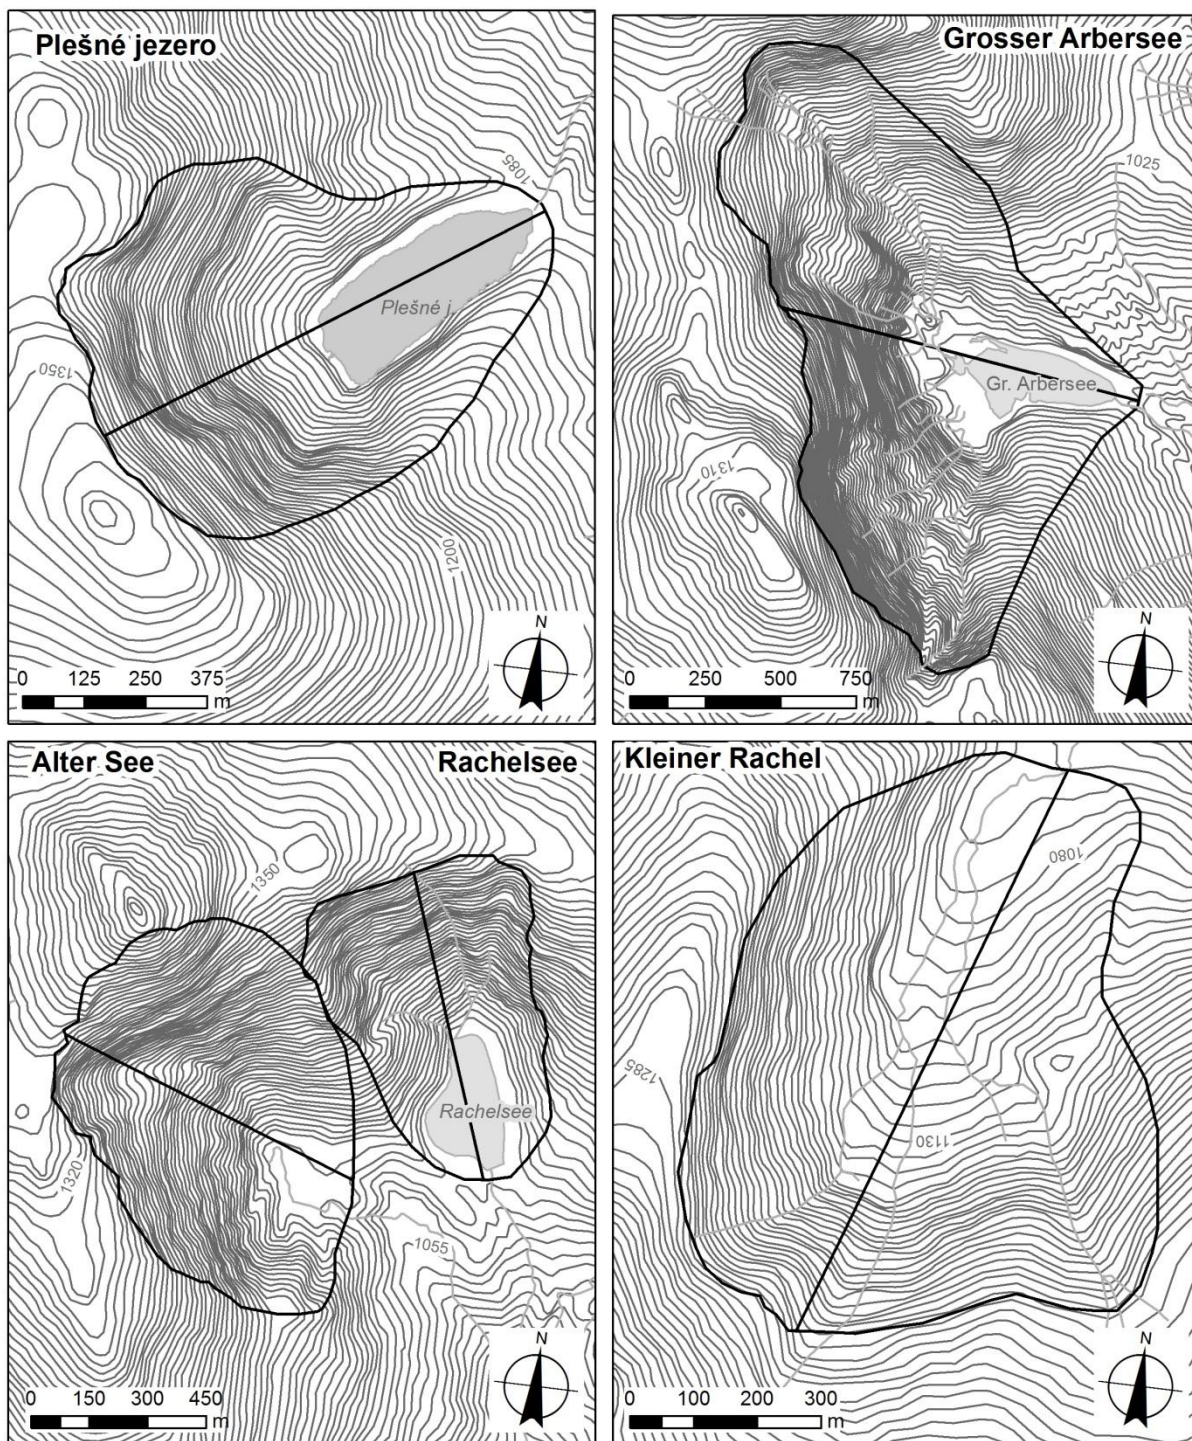 Plešné jezero
1085
Plešné j.
1350
1200
N
0 125 250 375
m
Grosser Arbersee
1025
Gr. Arbersee
1310
N
0 250 500 750
m
Alter See
Rachelsee
1350
Rachelsee
1320
1055
N
0 150 300 450
m
Kleiner Rachel
1080
1285
1130
N
0 100 200 300
m